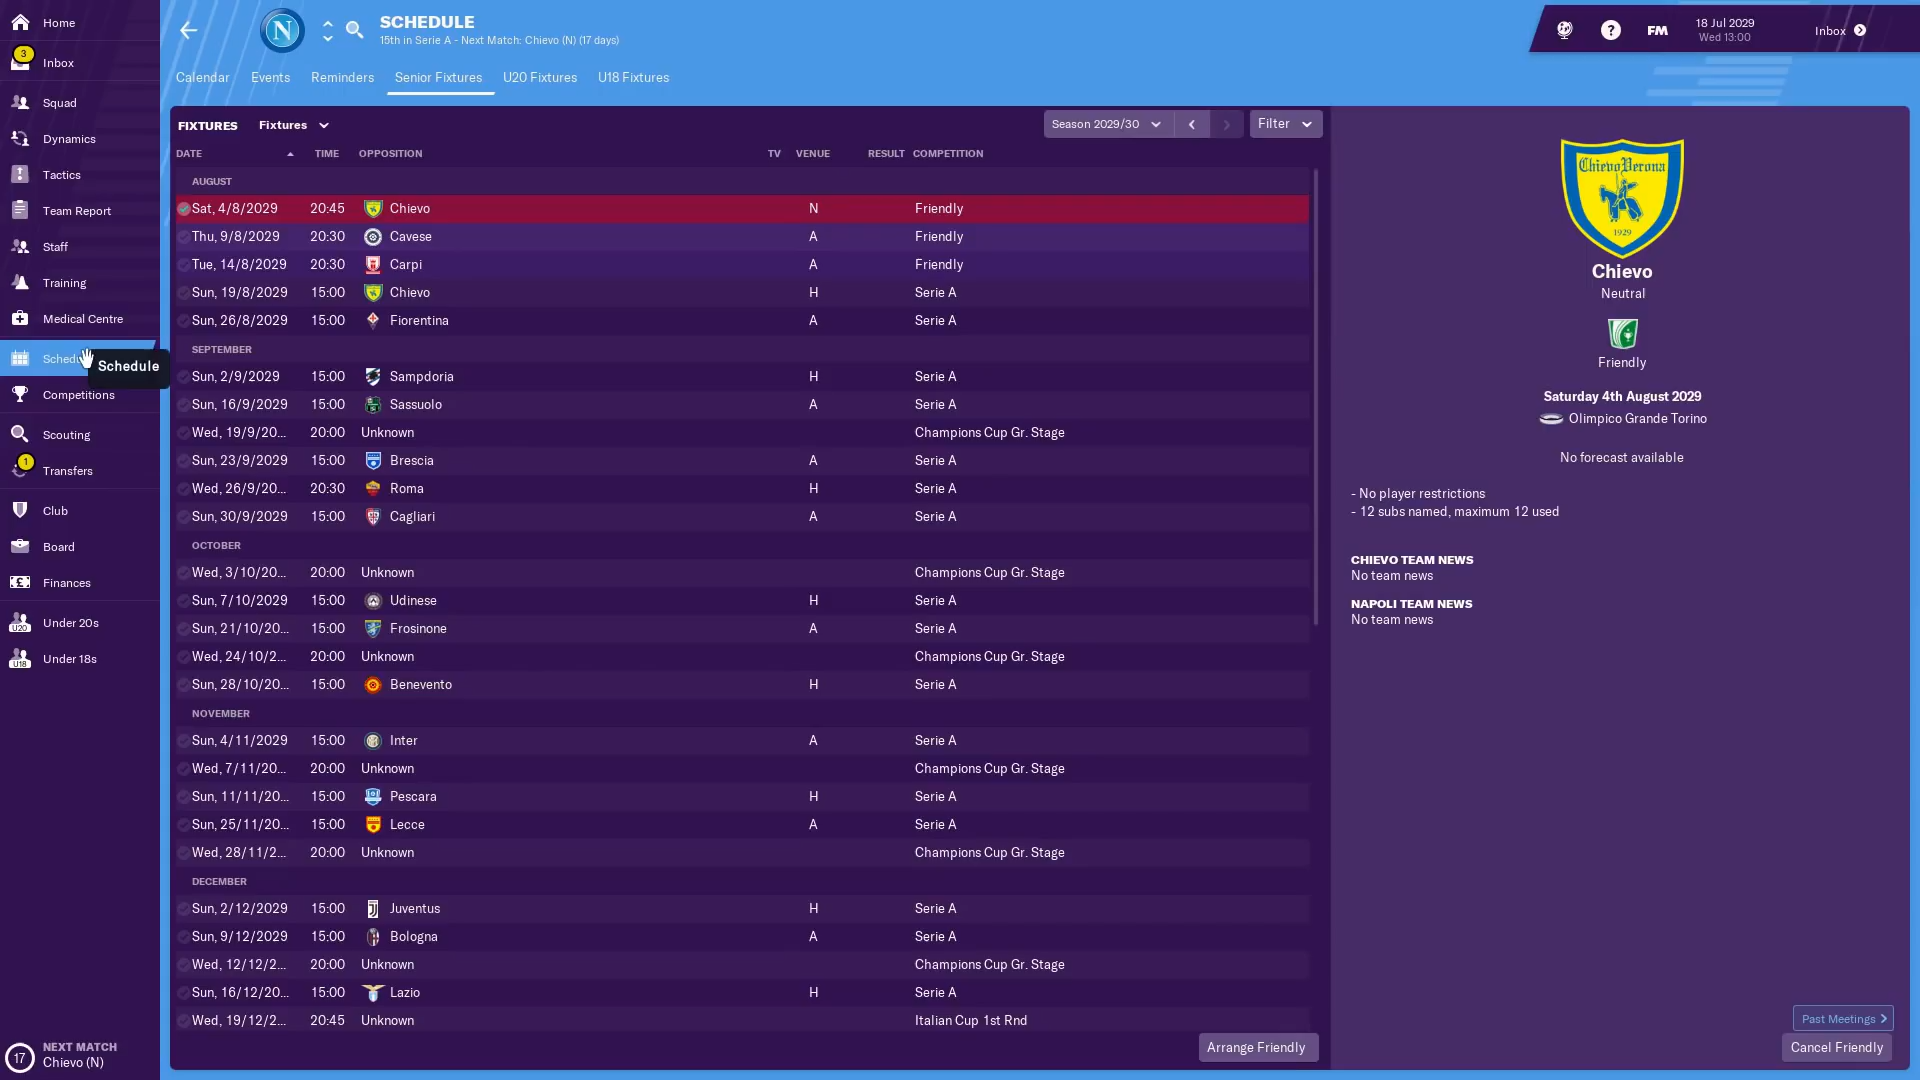 Home
3
Inbox
Squad
Dynamics
Tactics
Team Report
Staff
Training
Medical Centre
Schedu
Schedule
Competitions
Scouting
1
Transfers
Club
Board
Finances
U20
Under 20s
U18
Under 18s
17
NEXT MATCH
Chievo (N)
N
SCHEDULE
15th in Serie A - Next Match: Chievo (N) (17 days)
? FM
18 Jul 2029
Wed 13:00
Inbox
Calendar Events Reminders Senior Fixtures U20 Fixtures U18 Fixtures
FIXTURES Fixtures Season 2029/30 Filter
DATE TIME OPPOSITION TV VENUE RESULT COMPETITION
AUGUST
Sat, 4/8/2029 20:45 Chievo N Friendly
Thu, 9/8/2029 20:30 Cavese A Friendly
Tue, 14/8/2029 20:30 Carpi A Friendly
Sun, 19/8/2029 15:00 Chievo H Serie A
Sun, 26/8/2029 15:00 Fiorentina A Serie A
SEPTEMBER
Sun, 2/9/2029 15:00 Sampdoria H Serie A
Sun, 16/9/2029 15:00 Sassuolo A Serie A
Wed, 19/9/20... 20:00 Unknown Champions Cup Gr. Stage
Sun, 23/9/2029 15:00 Brescia A Serie A
Wed, 26/9/20... 20:30 Roma H Serie A
Sun, 30/9/2029 15:00 Cagliari A Serie A
OCTOBER
Wed, 3/10/20... 20:00 Unknown Champions Cup Gr. Stage
Sun, 7/10/2029 15:00 Udinese H Serie A
Sun, 21/10/20... 15:00 Frosinone A Serie A
Wed, 24/10/2... 20:00 Unknown Champions Cup Gr. Stage
Sun, 28/10/20... 15:00 Benevento H Serie A
NOVEMBER
Sun, 4/11/2029 15:00 Inter A Serie A
Wed, 7/11/20... 20:00 Unknown Champions Cup Gr. Stage
Sun, 11/11/20... 15:00 Pescara H Serie A
Sun, 25/11/20... 15:00 Lecce A Serie A
Wed, 28/11/2... 20:00 Unknown Champions Cup Gr. Stage
DECEMBER
Sun, 2/12/2029 15:00 Juventus H Serie A
Sun, 9/12/2029 15:00 Bologna A Serie A
Wed, 12/12/2... 20:00 Unknown Champions Cup Gr. Stage
Sun, 16/12/20... 15:00 Lazio H Serie A
Wed, 19/12/2... 20:45 Unknown Italian Cup 1st Rnd
Arrange Friendly
ChievoVerona
1929
Chievo
Neutral
Friendly
Saturday 4th August 2029
Olimpico Grande Torino
No forecast available
- No player restrictions
- 12 subs named, maximum 12 used
CHIEVO TEAM NEWS
No team news
NAPOLI TEAM NEWS
No team news
Past Meetings
Cancel Friendly